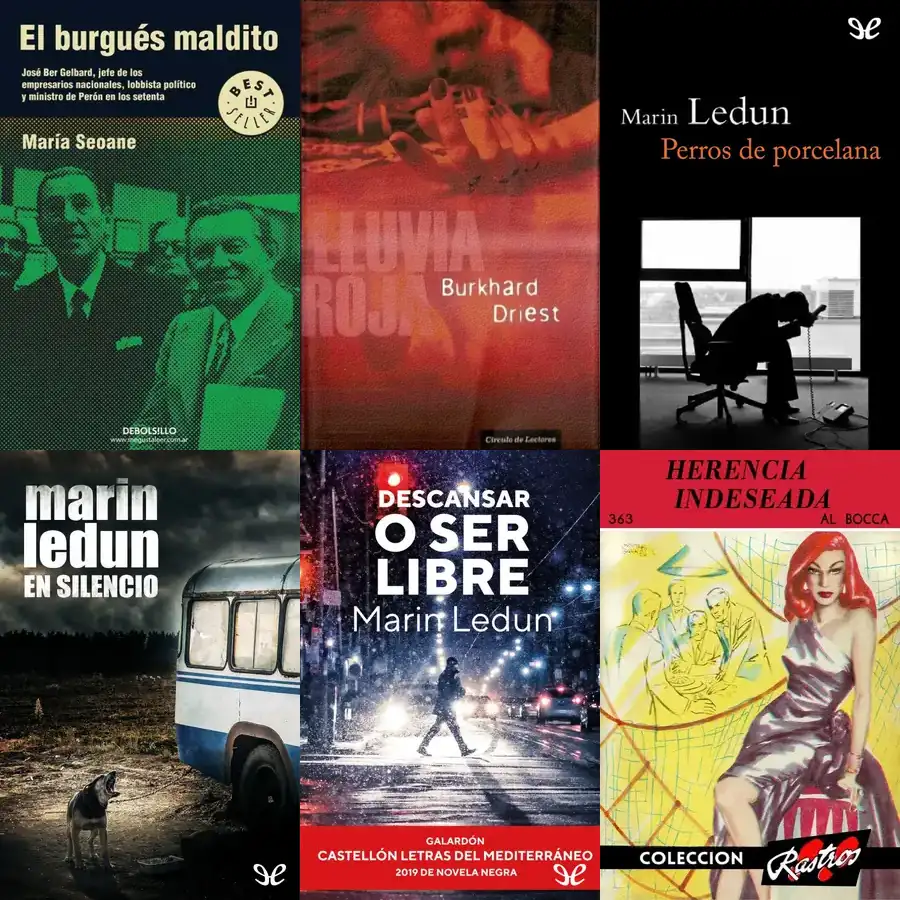 El burgués maldito
José Ber Gelbard, jefe de los
empresarios nacionales, lobbista político
y ministro de Perón en los setenta
BEST
SELLER
María Seoane
DEBOLSILLO
www.megustaleer.com.ar
LLUVIA
ROJA
Burkhard
Driest
Círculo de Lectores
Marin Ledun
Perros de porcelana
marin
ledun
EN SILENCIO
DESCANSAR
O SER
LIBRE
Marin Ledun
GALARDÓN
CASTELLÓN LETRAS DEL MEDITERRÁNEO
2019 DE NOVELA NEGRA
HERENCIA
INDESEADA
363
AL BOCCA
COLECCION
Rastros